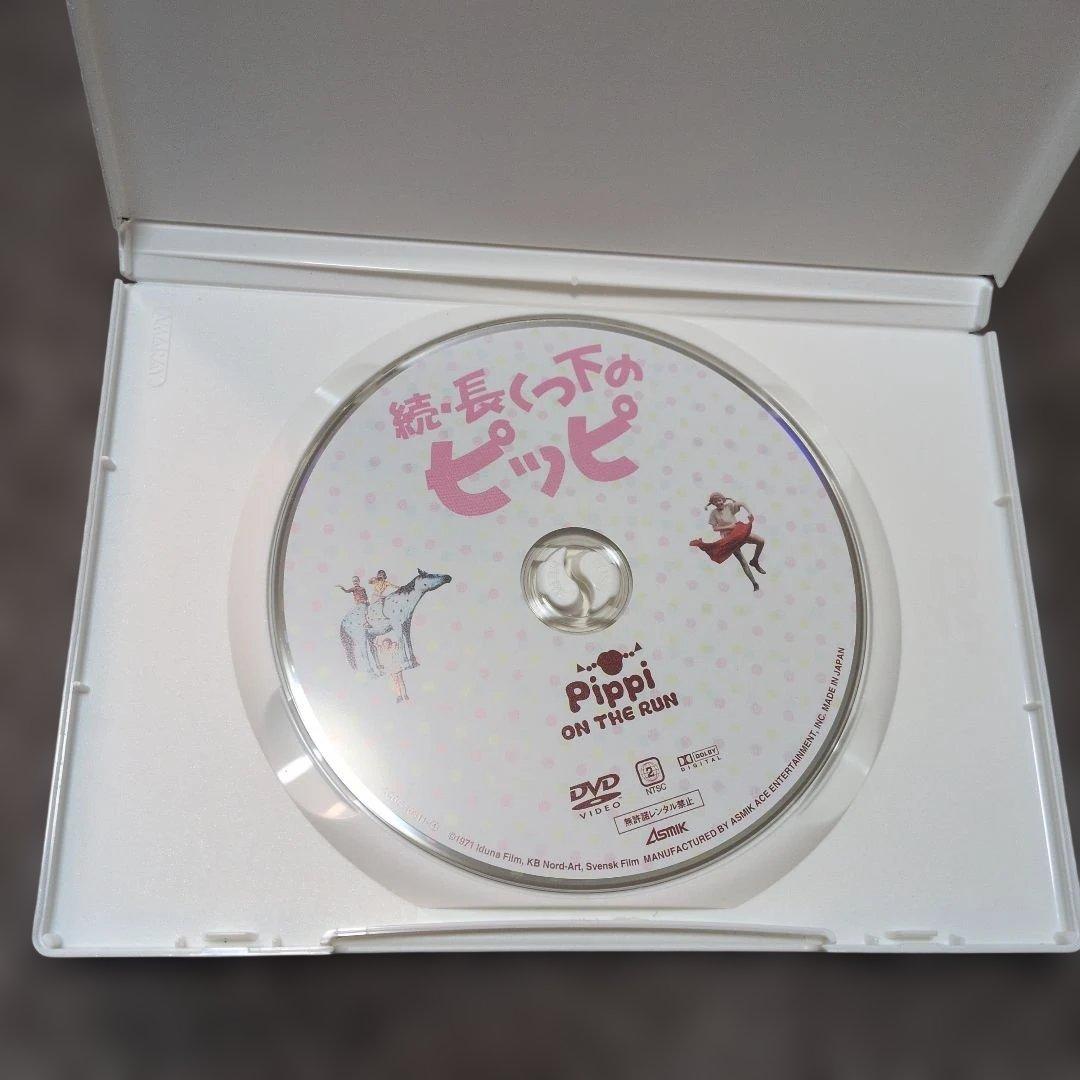 続・長くつ下の
ピッピ
Pippi
ON THE RUN
DVD
VIDEO
2
NTSC
DOLBY
DIGITAL
無許諾レンタル禁止
ASMIK
©1971 Iduna Film, KB Nord-Art, Svensk Film MANUFACTURED BY ASMIK ACE ENTERTAINMENT, INC. MADE IN JAPAN
AMARAY